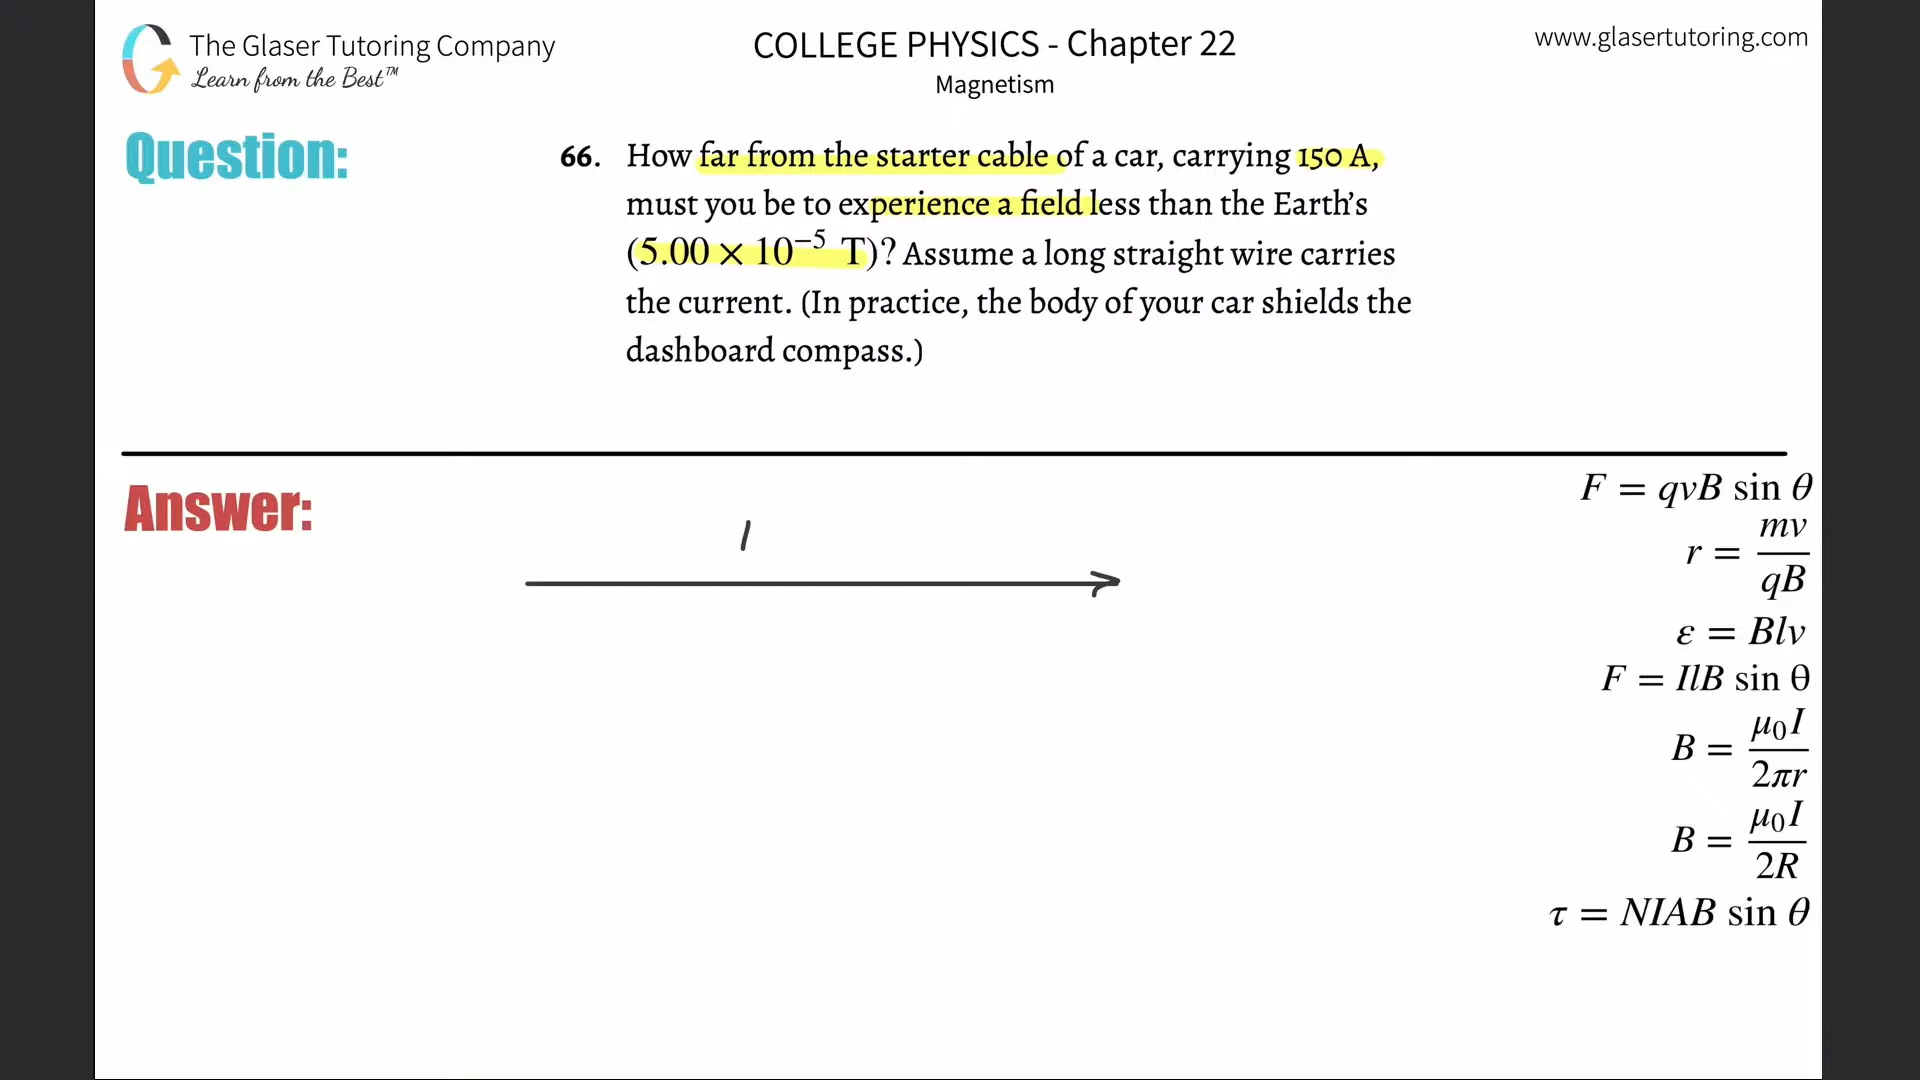 The Glaser Tutoring Company
Learn from the Best™
COLLEGE PHYSICS - Chapter 22
Magnetism
www.glasertutoring.com
Question:
66. How far from the starter cable of a car, carrying 150 A,
must you be to experience a field less than the Earth’s
(5.00 × 10⁻⁵ T)? Assume a long straight wire carries
the current. (In practice, the body of your car shields the
dashboard compass.)
Answer:
I
F = qvB sin θ
r = mv/qB
ε = Blv
F = IlB sin θ
B = μ₀I/2πr
B = μ₀I/2R
τ = NIAB sin θ